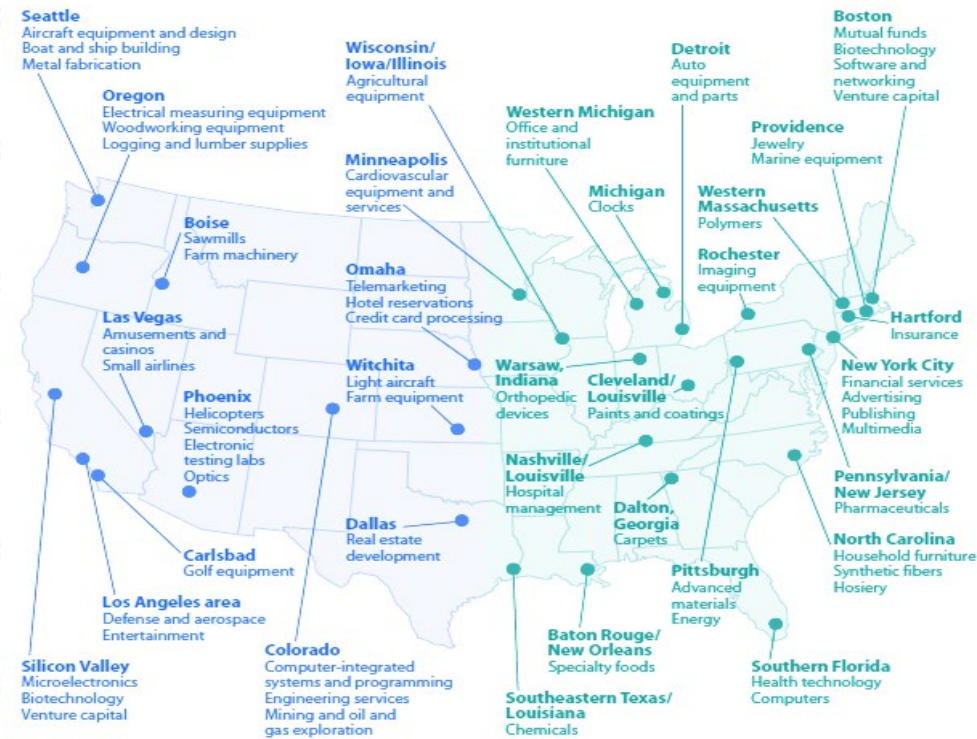 Seattle
Aircraft equipment and design
Boat and ship building
Metal fabrication
Oregon
Electrical measuring equipment
Woodworking equipment
Logging and lumber supplies
Boise
Sawmills
Farm machinery
Las Vegas
Amusements and
casinos
Small airlines
Phoenix
Helicopters
Semiconductors
Electronic
testing labs
Optics
Carlsbad
Golf equipment
Los Angeles area
Defense and aerospace
Entertainment
Silicon Valley
Microelectronics
Biotechnology
Venture capital
Colorado
Computer-integrated
systems and programming
Engineering services
Mining and oil and
gas exploration
Wisconsin/
Iowa/Illinois
Agricultural
equipment
Minneapolis
Cardiovascular
equipment and
services
Omaha
Telemarketing
Hotel reservations
Credit card processing
Witchita
Light aircraft
Farm equipment
Dallas
Real estate
development
Western Michigan
Office and
institutional
furniture
Michigan
Clocks
Detroit
Auto
equipment
and parts
Warsaw,
Indiana
Orthopedic
devices
Cleveland/
Louisville
Paints and coatings
Nashville/
Louisville
Hospital
management
Dalton,
Georgia
Carpets
Pittsburgh
Advanced
materials
Energy
Baton Rouge/
New Orleans
Specialty foods
Southeastern Texas/
Louisiana
Chemicals
Boston
Mutual funds
Biotechnology
Software and
networking
Venture capital
Providence
Jewelry
Marine equipment
Western
Massachusetts
Polymers
Rochester
Imaging
equipment
Hartford
Insurance
New York City
Financial services
Advertising
Publishing
Multimedia
Pennsylvania/
New Jersey
Pharmaceuticals
North Carolina
Household furniture
Synthetic fibers
Hosiery
Southern Florida
Health technology
Computers